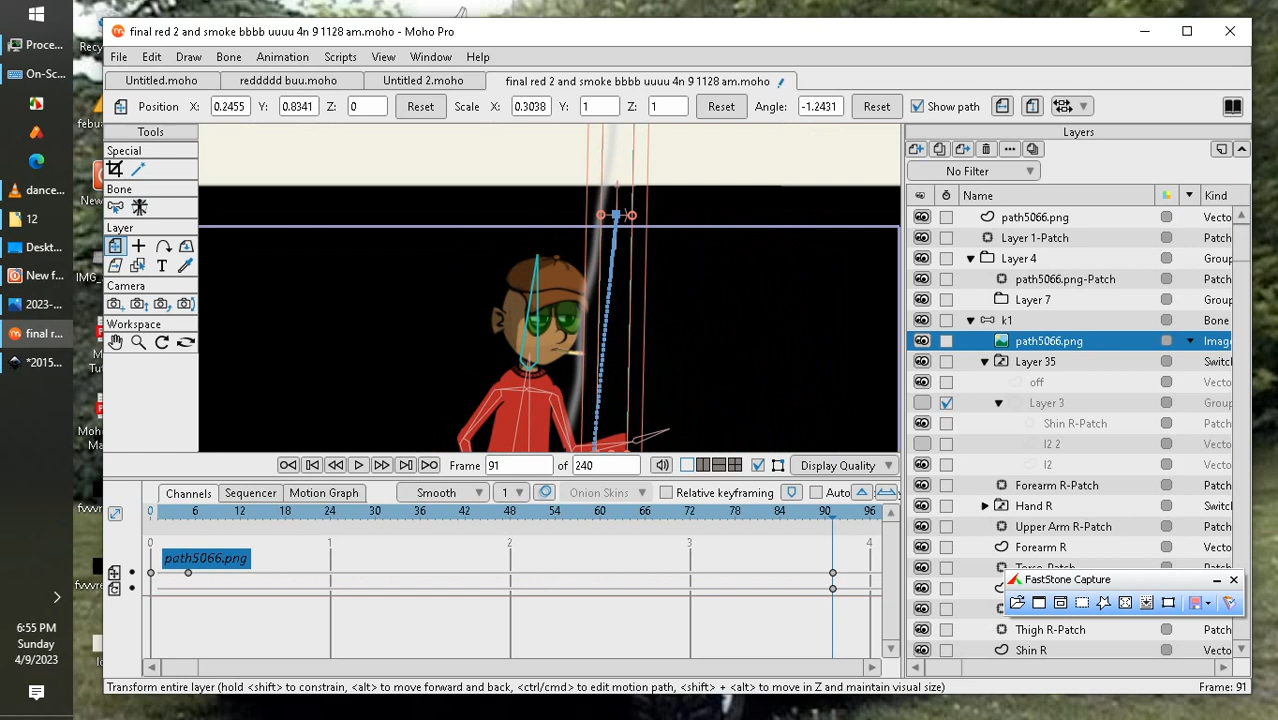 Proce...
On-Sc...
febua
New
IMG_
dance...
12
Deskt...
New f...
2023-...
final r...
*2015...
6:55 PM
Sunday
4/9/2023
final red 2 and smoke bbbb uuuu 4n 9 1128 am.moho - Moho Pro
File Edit Draw Bone Animation Scripts View Window Help
Untitled.moho reddddd buu.moho Untitled 2.moho final red 2 and smoke bbbb uuuu 4n 9 1128 am.moho
Position X: 0.2455 Y: 0.8341 Z: 0 Reset Scale X: 0.3038 Y: 1 Z: 1 Reset Angle: -1.2431 Reset Show path
Tools
Special
Bone
Layer
T
Camera
Workspace
Frame 91 of 240 Display Quality
Channels Sequencer Motion Graph Smooth 1 Onion Skins Relative keyframing Auto
0 6 12 18 24 30 36 42 48 54 60 66 72 78 84 90 96
0 1 2 3 4
path5066.png
Layers
No Filter
Name Kind
path5066.png Vecto
Layer 1-Patch Patch
Layer 4 Group
path5066.png-Patch Patch
Layer 7 Group
k1 Bone
path5066.png Image
Layer 35 Switch
off Vecto
Layer 3 Group
Shin R-Patch Patch
l2 2 Vecto
l2 Vecto
Forearm R-Patch Patch
Hand R Switch
Upper Arm R-Patch Patch
Forearm R Vecto
Torso-Patch Patch
FastStone Capture
Thigh R-Patch Patch
Shin R Vecto
Transform entire layer (hold <shift> to constrain, <alt> to move forward and back, <ctrl/cmd> to edit motion path, <shift> + <alt> to move in Z and maintain visual size) Frame: 91